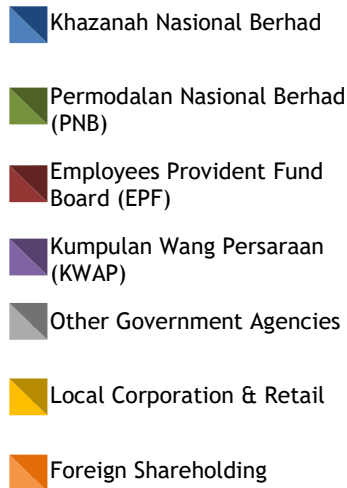 Khazanah Nasional Berhad
Permodalan Nasional Berhad
(PNB)
Employees Provident Fund
Board (EPF)
Kumpulan Wang Persaraan
(KWAP)
Other Government Agencies
Local Corporation & Retail
Foreign Shareholding